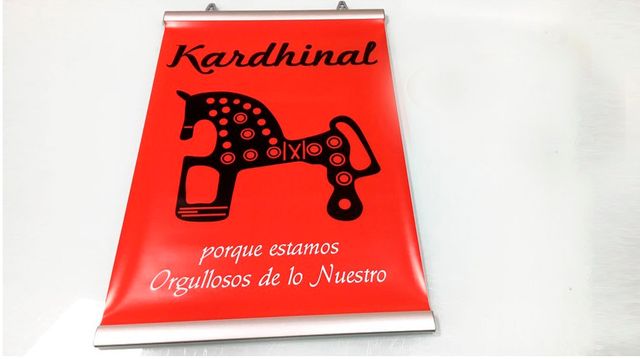 Kardhinal
porque estamos
Orgullosos de lo Nuestro